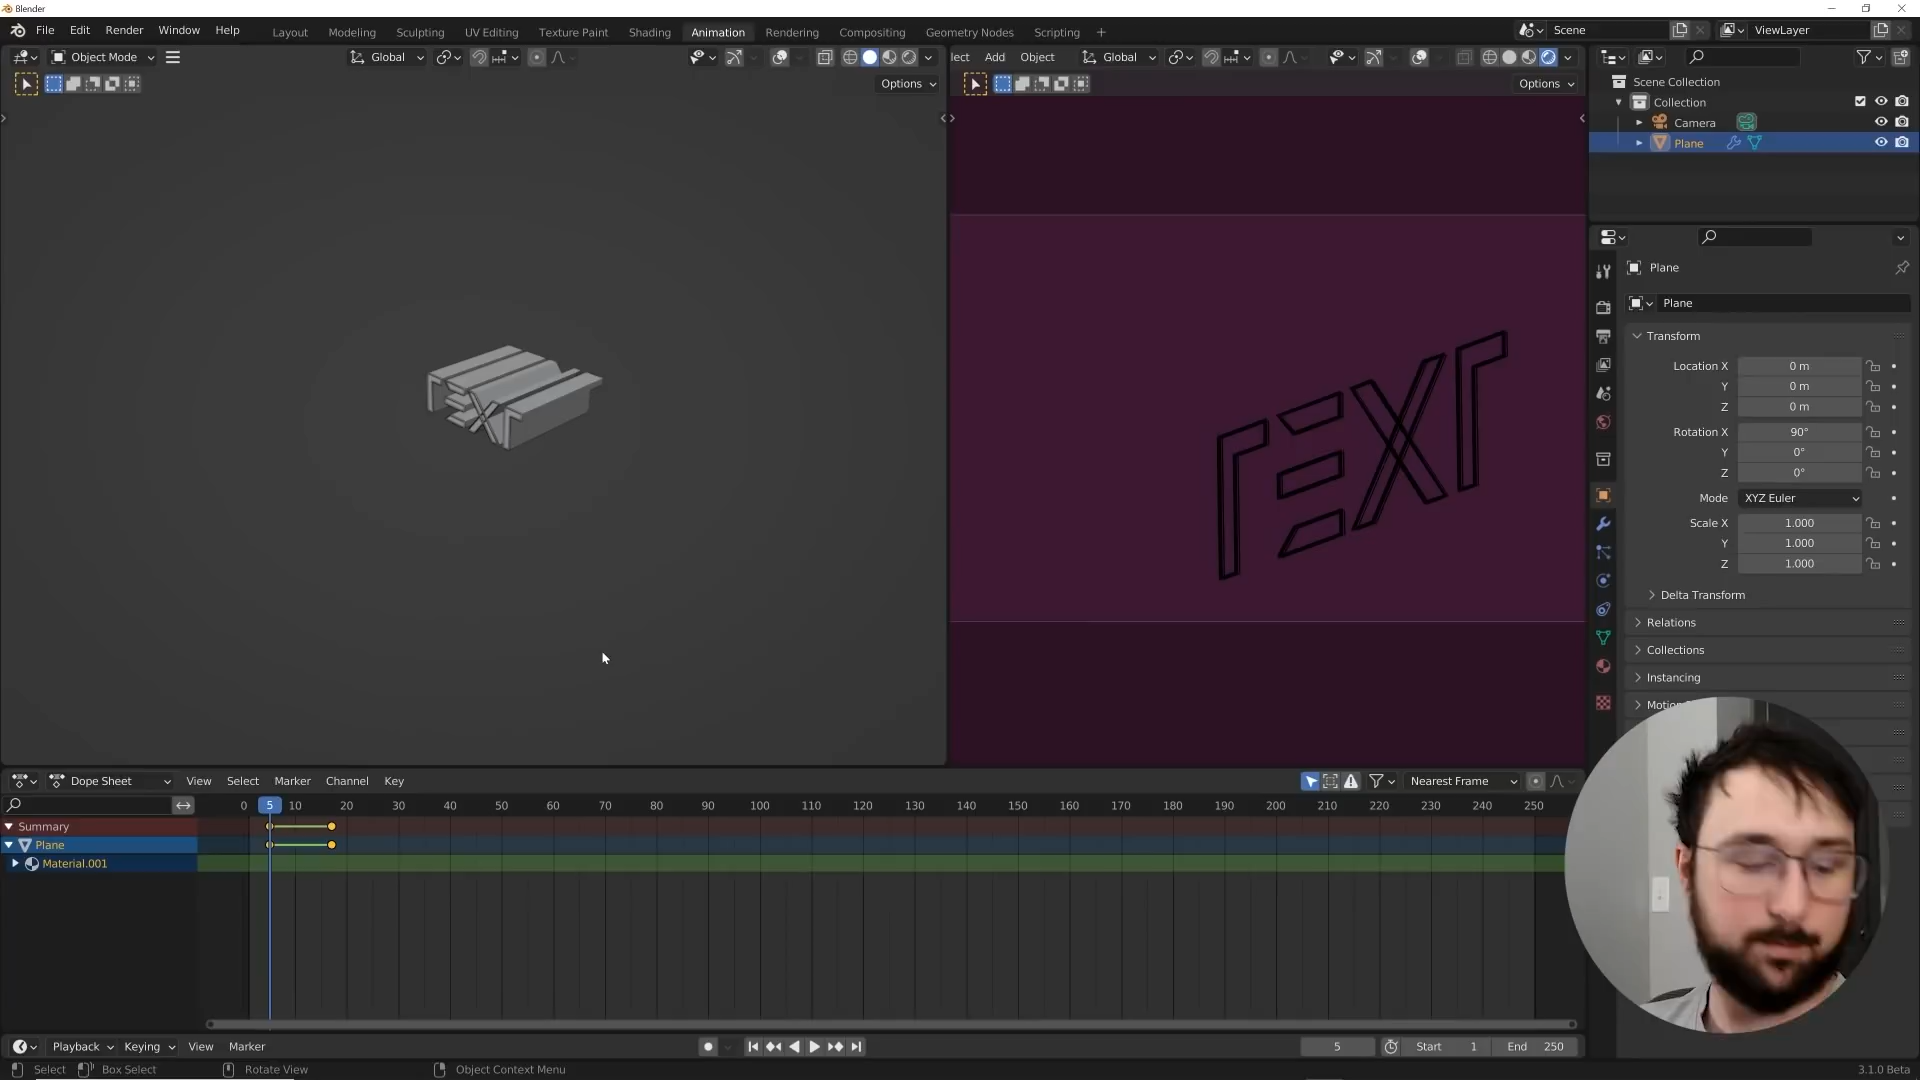 Blender
File Edit Render Window Help Layout Modeling Sculpting UV Editing Texture Paint Shading Animation Rendering Compositing Geometry Nodes Scripting + Scene ViewLayer
Object Mode Global lect Add Object Global
Options Options
Scene Collection
Collection
Camera
Plane
Plane
Plane
Transform
Location X 0 m
Y 0 m
Z 0 m
Rotation X 90°
Y 0°
Z 0°
Mode XYZ Euler
Scale X 1.000
Y 1.000
Z 1.000
Delta Transform
Relations
Collections
Instancing
Motion
TEXT
Dope Sheet View Select Marker Channel Key Nearest Frame
0 5 10 20 30 40 50 60 70 80 90 100 110 120 130 140 150 160 170 180 190 200 210 220 230 240 250
Summary
Plane
Material.001
Playback Keying View Marker 5 Start 1 End 250
Select Box Select Rotate View Object Context Menu 3.1.0 Beta